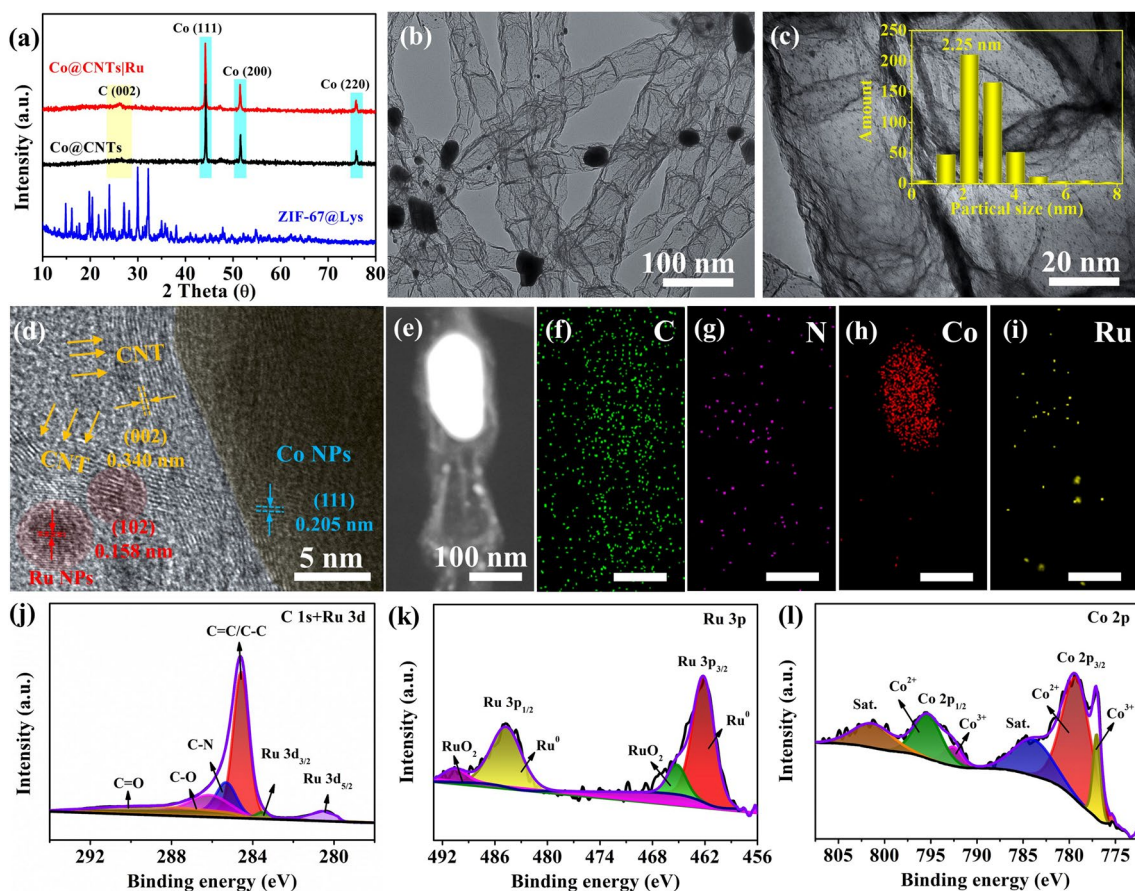 (a)
Co (111)
Co@CNTs|Ru
Co (200)
C (002)
Co (220)
Co@CNTs
ZIF-67@Lys
Intensity (a.u.)
10 20 30 40 50 60 70 80
2 Theta (θ)
(b)
100 nm
(c)
250
200
150
100
50
0
Amount
2.25 nm
0 2 4 6 8
Partical size (nm)
20 nm
(d)
CNT
(002)
0.340 nm
CNT
Co NPs
(111)
0.205 nm
(102)
0.158 nm
Ru NPs
5 nm
(e)
100 nm
(f) C
(g) N
(h) Co
(i) Ru
(j)
C 1s+Ru 3d
C=C/C-C
C-N
C-O
C=O
Ru 3d3/2
Ru 3d5/2
Intensity (a.u.)
292 288 284 280
Binding energy (eV)
(k)
Ru 3p
Ru 3p3/2
Ru 3p1/2
RuO2
Ru0
RuO2
Ru0
Intensity (a.u.)
492 486 480 474 468 462 456
Binding energy (eV)
(l)
Co 2p
Co 2p3/2
Co2+
Co2+
Co 2p1/2
Sat.
Co3+
Sat.
Co3+
Intensity (a.u.)
805 800 795 790 785 780 775
Binding energy (eV)